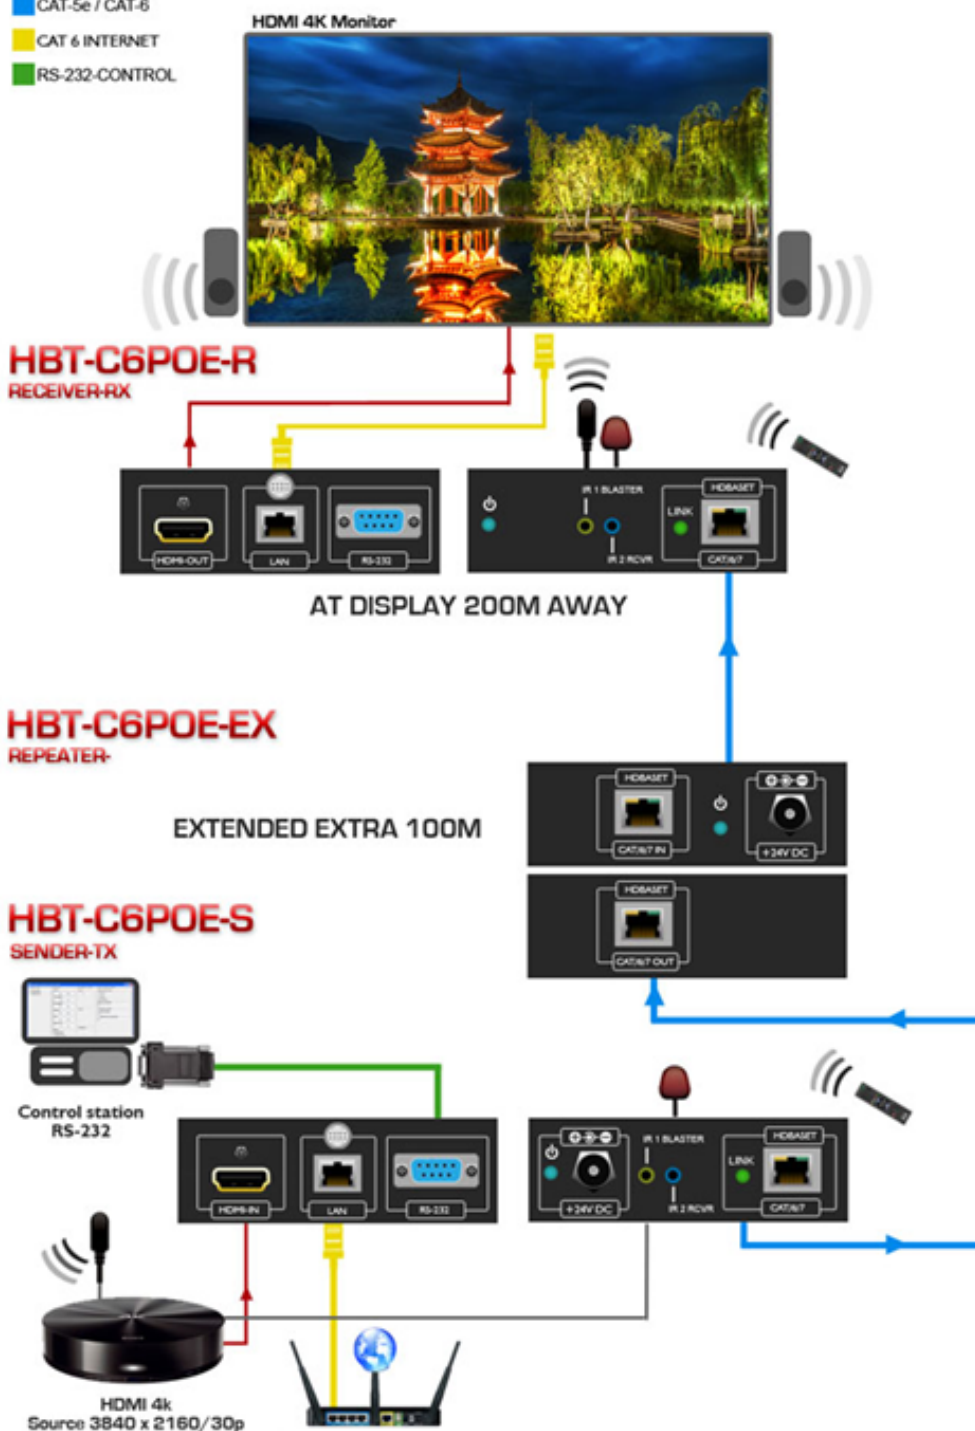 CAT-5e / CAT-6
CAT 6 INTERNET
RS-232-CONTROL
HDMI 4K Monitor
HBT-C6POE-R
RECEIVER-RX
IR 1 BLASTER
HDBASET
LINK
HDMI-OUT
LAN
RS-232
IR 2 RCVR
CAT/6/7
AT DISPLAY 200M AWAY
HBT-C6POE-EX
REPEATER-
HDBASET
EXTENDED EXTRA 100M
CAT/6/7 IN
+24V DC
HDBASET
HBT-C6POE-S
SENDER-TX
CAT/6/7 OUT
Control station
RS-232
IR 1 BLASTER
HDBASET
LINK
HDMI-IN
LAN
RS-232
+24V DC
IR 2 RCVR
CAT/6/7
HDMI 4k
Source 3840 x 2160/30p